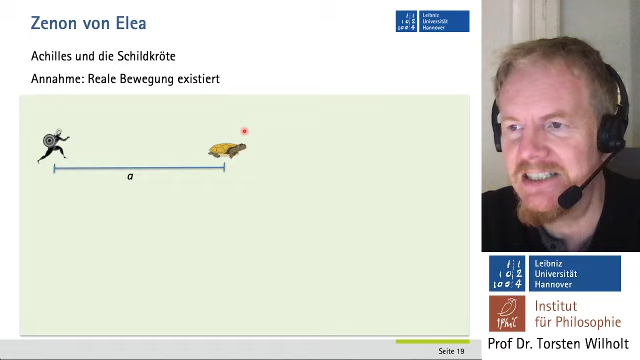 Zenon von Elea
Leibniz
Universität
Hannover
Achilles und die Schildkröte
Annahme: Reale Bewegung existiert
a
Seite 19
Leibniz
Universität
Hannover
Institut
für Philosophie
Prof Dr. Torsten Wilholt